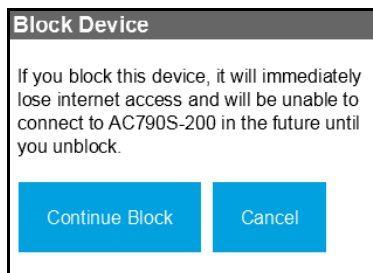 Block Device
If you block this device, it will immediately
lose internet access and will be unable to
connect to AC790S-200 in the future until
you unblock.
Continue Block
Cancel